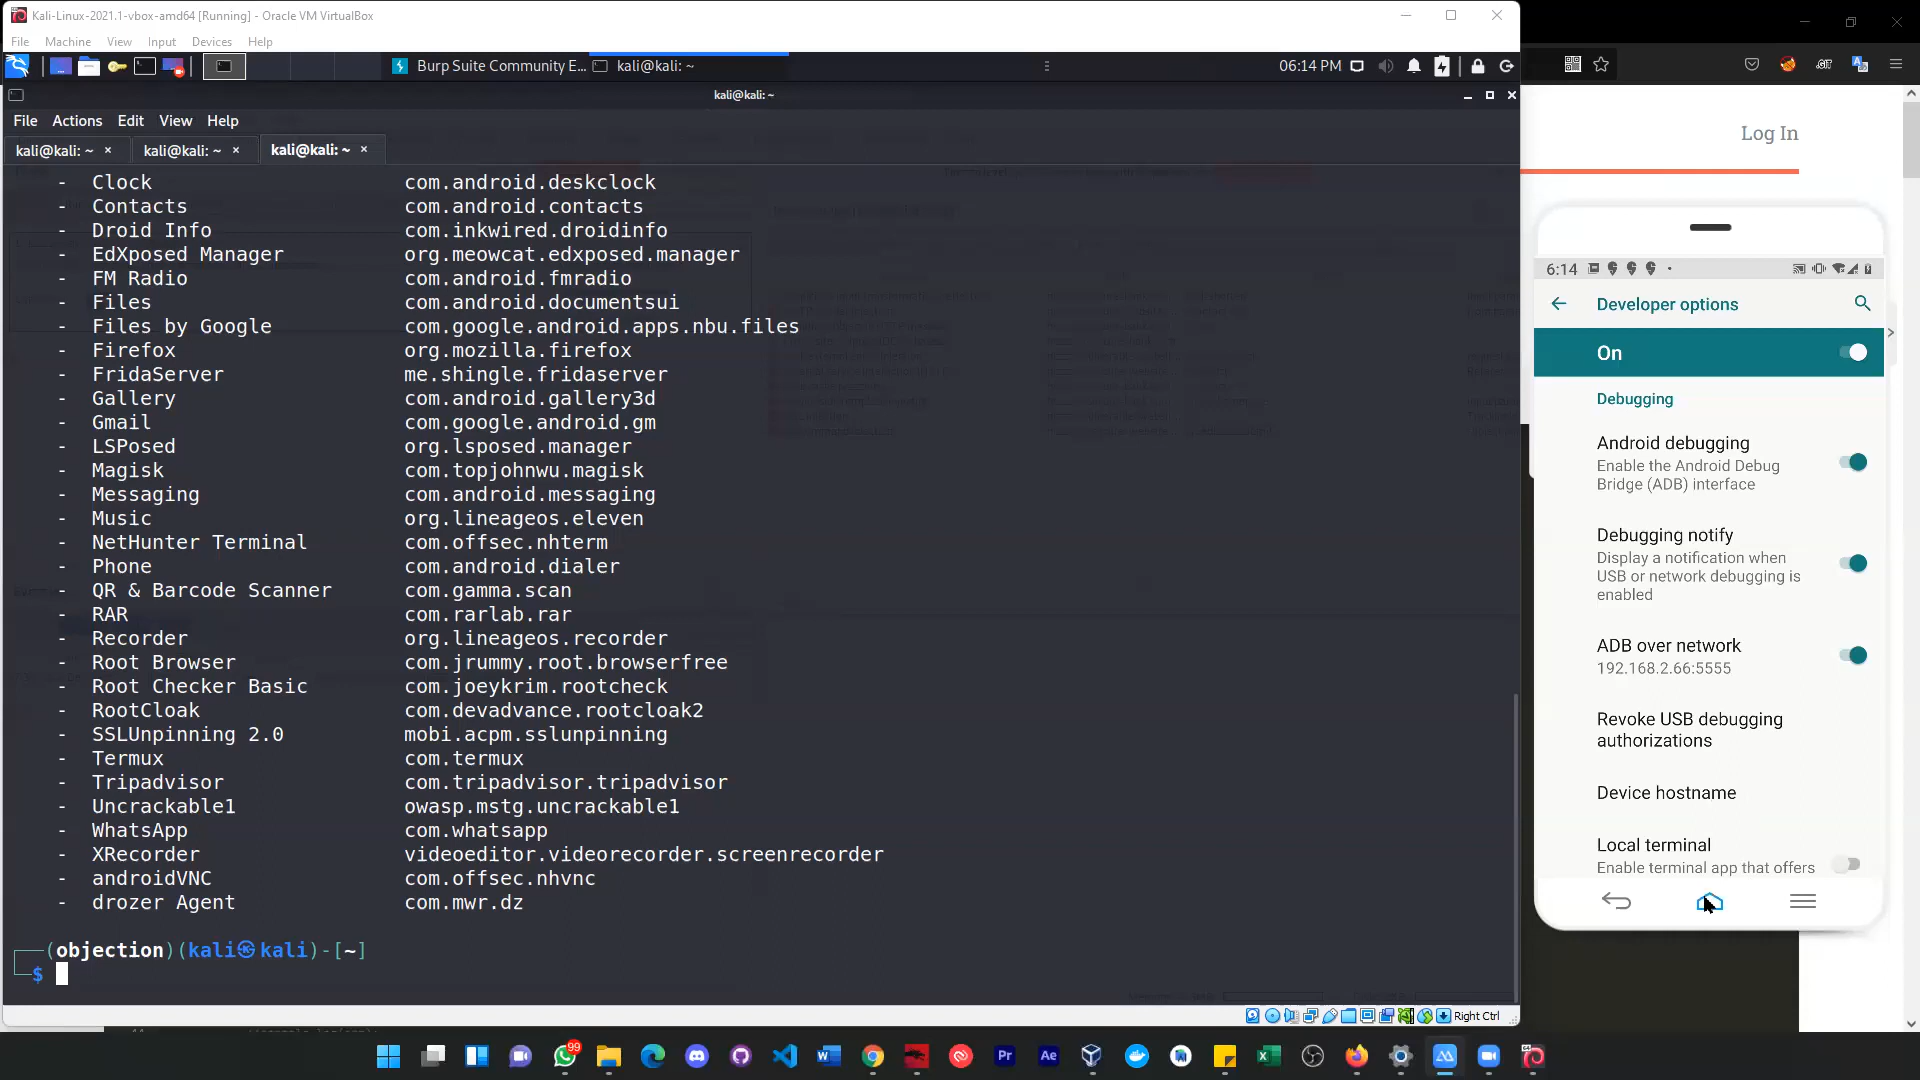 Kali-Linux-2021.1-vbox-amd64 [Running] - Oracle VM VirtualBox
File Machine View Input Devices Help
Burp Suite Community E... kali@kali: ~ 06:14 PM
kali@kali: ~
File Actions Edit View Help
kali@kali: ~ × kali@kali: ~ × kali@kali: ~ ×
- Clock com.android.deskclock
- Contacts com.android.contacts
- Droid Info com.inkwired.droidinfo
- EdXposed Manager org.meowcat.edxposed.manager
- FM Radio com.android.fmradio
- Files com.android.documentsui
- Files by Google com.google.android.apps.nbu.files
- Firefox org.mozilla.firefox
- FridaServer me.shingle.fridaserver
- Gallery com.android.gallery3d
- Gmail com.google.android.gm
- LSPosed org.lsposed.manager
- Magisk com.topjohnwu.magisk
- Messaging com.android.messaging
- Music org.lineageos.eleven
- NetHunter Terminal com.offsec.nhterm
- Phone com.android.dialer
- QR & Barcode Scanner com.gamma.scan
- RAR com.rarlab.rar
- Recorder org.lineageos.recorder
- Root Browser com.jrummy.root.browserfree
- Root Checker Basic com.joeykrim.rootcheck
- RootCloak com.devadvance.rootcloak2
- SSLUnpinning 2.0 mobi.acpm.sslunpinning
- Termux com.termux
- Tripadvisor com.tripadvisor.tripadvisor
- Uncrackable1 owasp.mstg.uncrackable1
- WhatsApp com.whatsapp
- XRecorder videoeditor.videorecorder.screenrecorder
- androidVNC com.offsec.nhvnc
- drozer Agent com.mwr.dz
(objection)(kali㉿kali)-[~]
$
Right Ctrl
Log In
6:14
Developer options
On
Debugging
Android debugging
Enable the Android Debug
Bridge (ADB) interface
Debugging notify
Display a notification when
USB or network debugging is
enabled
ADB over network
192.168.2.66:5555
Revoke USB debugging
authorizations
Device hostname
Local terminal
Enable terminal app that offers
99
W
Pr
Ae